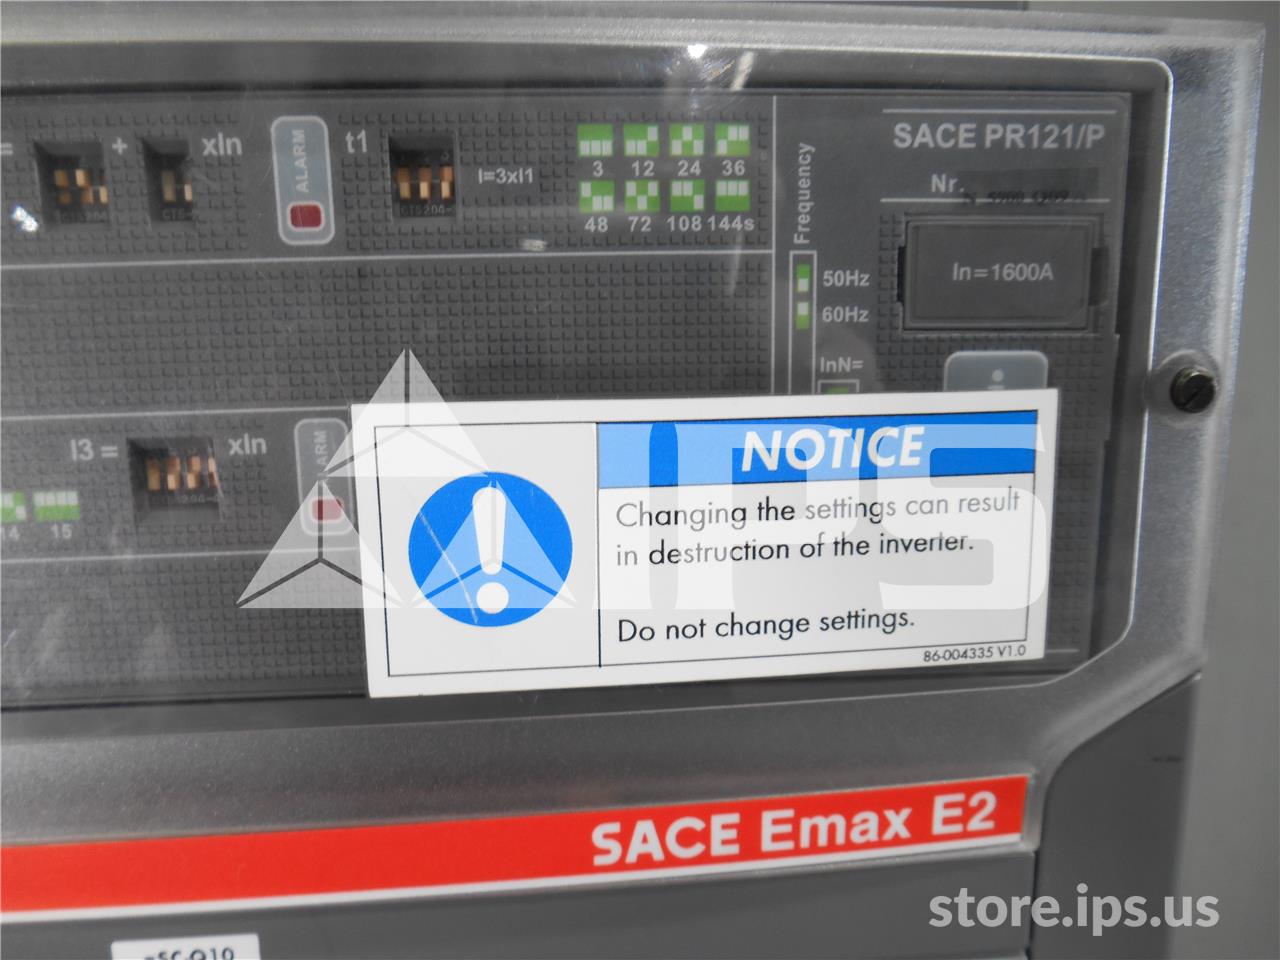 = + xIn
ALARM
t1
I=3xI1
3 12 24 36
48 72 108 144s
Frequency
50Hz
60Hz
InN=
SACE PR121/P
Nr.
In=1600A
I3 = xIn
14 15
NOTICE
Changing the settings can result
in destruction of the inverter.
Do not change settings.
86-004335 V1.0
IPS
SACE Emax E2
store.ips.us